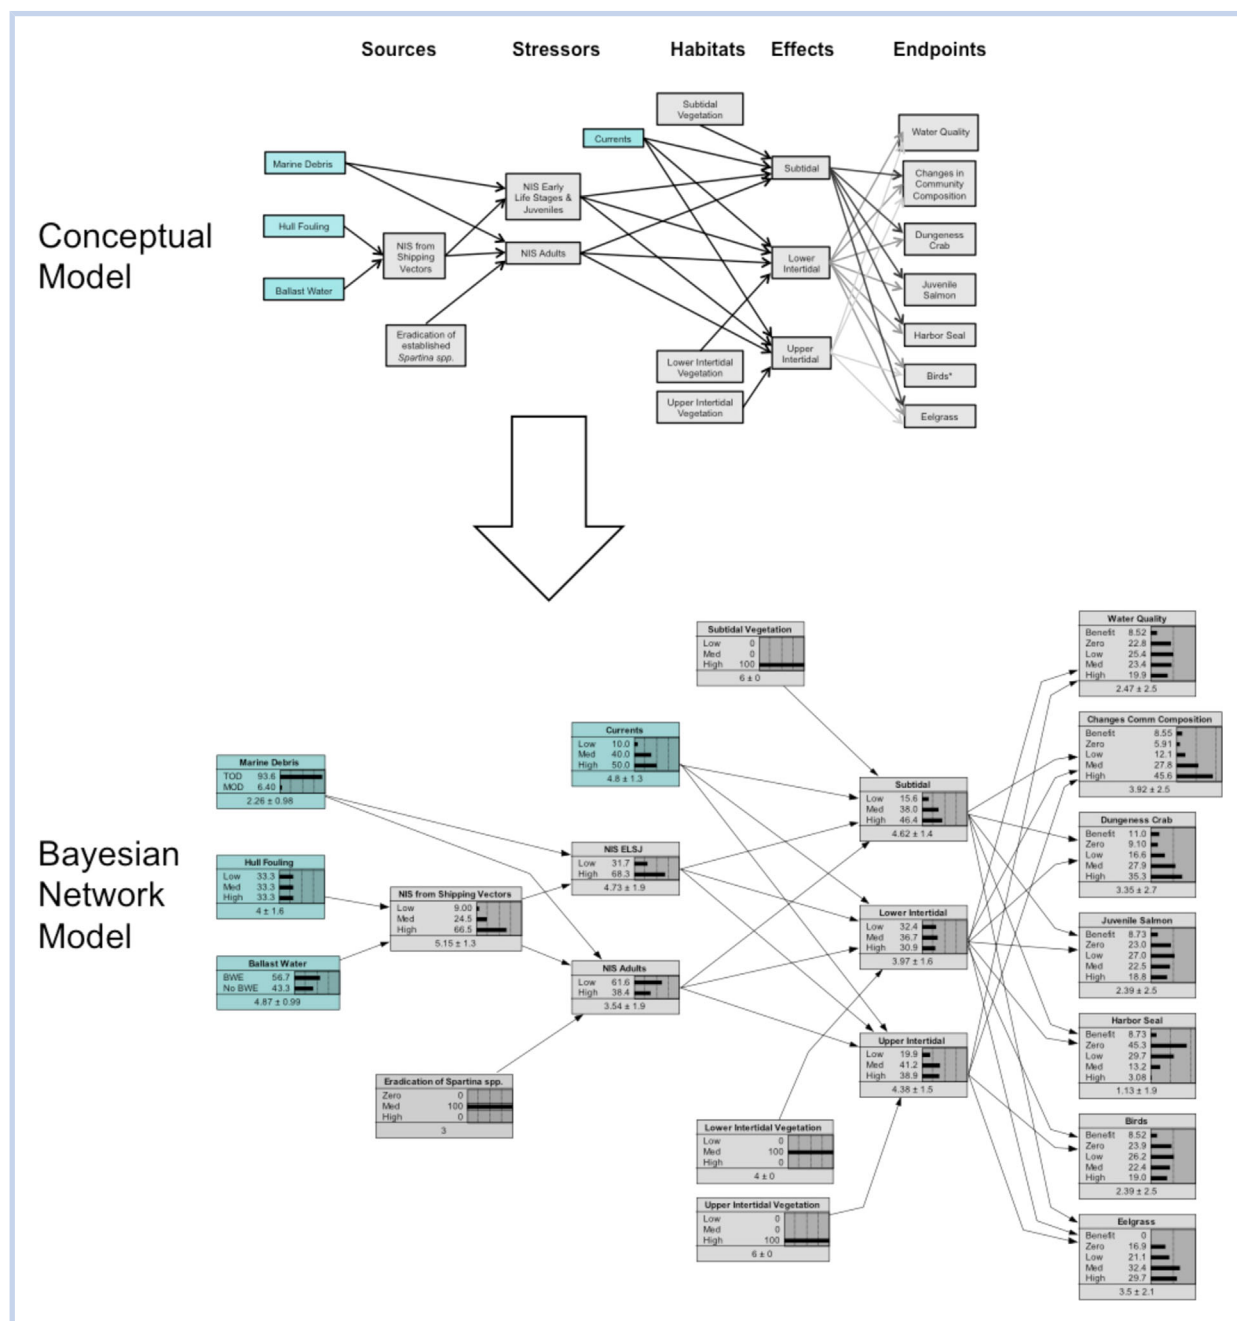 Sources Stressors Habitats Effects Endpoints
Subtidal
Vegetation
Currents
Water Quality
Marine Debris
Subtidal
Changes in
Community
Composition
NIS Early
Life Stages &
Juveniles
Hull Fouling
Dungeness
Crab
Conceptual
Model
NIS from
Shipping
Vectors
NIS Adults
Lower
Intertidal
Ballast Water
Juvenile
Salmon
Eradication of
established
Spartina spp.
Harbor Seal
Upper
Intertidal
Lower Intertidal
Vegetation
Birds*
Upper Intertidal
Vegetation
Eelgrass
Bayesian
Network
Model
Marine Debris
TOD 93.6
MOD 6.40
2.26 ± 0.98
Hull Fouling
Low 33.3
Med 33.3
High 33.3
4 ± 1.6
Ballast Water
BWE 56.7
No BWE 43.3
4.87 ± 0.99
NIS from Shipping Vectors
Low 9.00
Med 24.5
High 66.5
5.15 ± 1.3
Eradication of Spartina spp.
Zero 0
Med 100
High 0
3
Currents
Low 10.0
Med 40.0
High 50.0
4.8 ± 1.3
NIS ELSJ
Low 31.7
High 68.3
4.73 ± 1.9
NIS Adults
Low 61.6
High 38.4
3.54 ± 1.9
Subtidal Vegetation
Low 0
Med 0
High 100
6 ± 0
Lower Intertidal Vegetation
Low 0
Med 100
High 0
4 ± 0
Upper Intertidal Vegetation
Low 0
Med 0
High 100
6 ± 0
Subtidal
Low 15.6
Med 38.0
High 46.4
4.62 ± 1.4
Lower Intertidal
Low 32.4
Med 36.7
High 30.9
3.97 ± 1.6
Upper Intertidal
Low 19.9
Med 41.2
High 38.9
4.38 ± 1.5
Water Quality
Benefit 8.52
Zero 22.8
Low 25.4
Med 23.4
High 19.9
2.47 ± 2.5
Changes Comm Composition
Benefit 8.55
Zero 5.91
Low 12.1
Med 27.8
High 45.6
3.92 ± 2.5
Dungeness Crab
Benefit 11.0
Zero 9.10
Low 16.6
Med 27.9
High 35.3
3.35 ± 2.7
Juvenile Salmon
Benefit 8.73
Zero 23.0
Low 27.0
Med 22.5
High 18.8
2.39 ± 2.5
Harbor Seal
Benefit 8.73
Zero 45.3
Low 29.7
Med 13.2
High 3.08
1.13 ± 1.9
Birds
Benefit 8.52
Zero 23.9
Low 26.2
Med 22.4
High 19.0
2.39 ± 2.5
Eelgrass
Benefit 0
Zero 16.9
Low 21.1
Med 32.4
High 29.7
3.5 ± 2.1